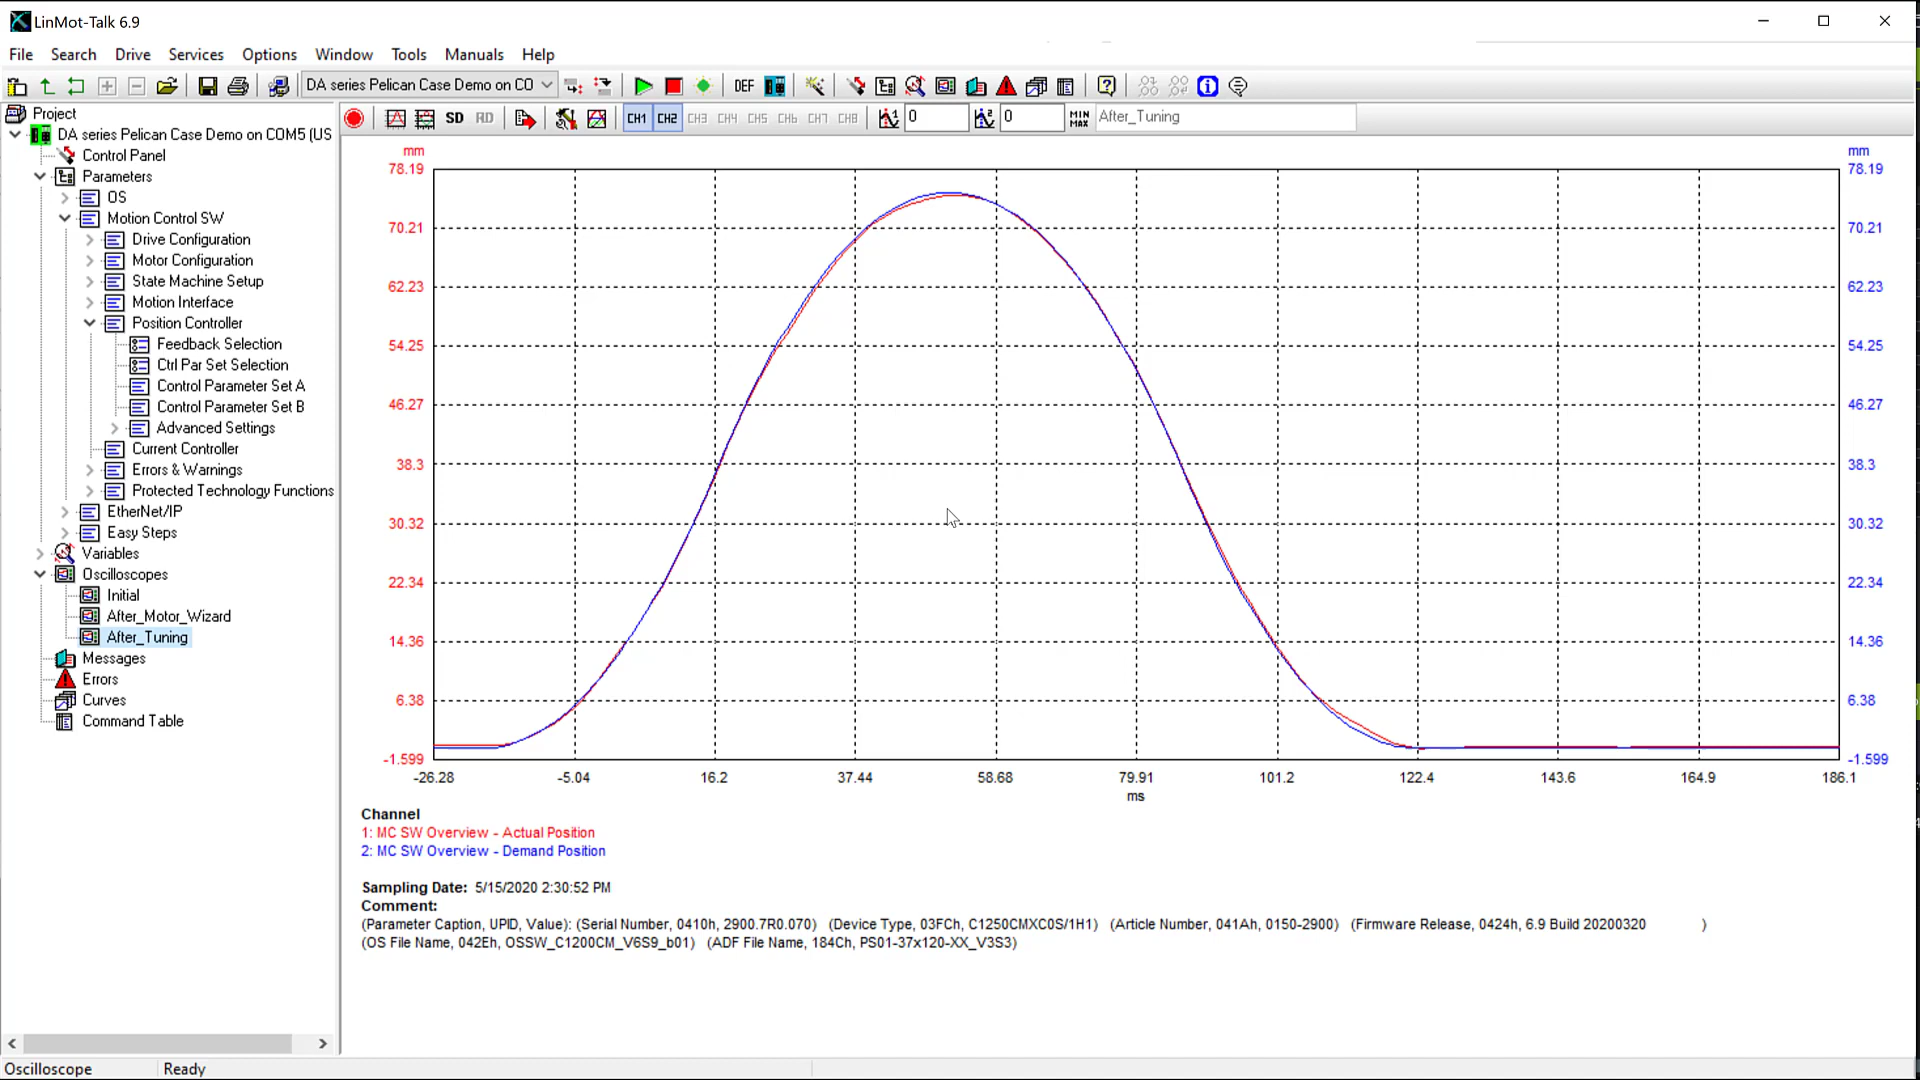 LinMot-Talk 6.9
File Search Drive Services Options Window Tools Manuals Help
DA series Pelican Case Demo on CO DEF
SD RD CH1 CH2 CH3 CH4 CH5 CH6 CH7 CH8 1 0 2 0 MIN MAX After_Tuning
Project
DA series Pelican Case Demo on COM5 (US
Control Panel
Parameters
OS
Motion Control SW
Drive Configuration
Motor Configuration
State Machine Setup
Motion Interface
Position Controller
Feedback Selection
Ctrl Par Set Selection
Control Parameter Set A
Control Parameter Set B
Advanced Settings
Current Controller
Errors & Warnings
Protected Technology Functions
EtherNet/IP
Easy Steps
Variables
Oscilloscopes
Initial
After_Motor_Wizard
After_Tuning
Messages
Errors
Curves
Command Table
mm mm
78.19 78.19
70.21 70.21
62.23 62.23
54.25 54.25
46.27 46.27
38.3 38.3
30.32 30.32
22.34 22.34
14.36 14.36
6.38 6.38
-1.599 -1.599
-26.28 -5.04 16.2 37.44 58.68 79.91 101.2 122.4 143.6 164.9 186.1
ms
Channel
1: MC SW Overview - Actual Position
2: MC SW Overview - Demand Position
Sampling Date: 5/15/2020 2:30:52 PM
Comment:
(Parameter Caption, UPID, Value): (Serial Number, 0410h, 2900.7R0.070) (Device Type, 03FCh, C1250CMXC0S/1H1) (Article Number, 041Ah, 0150-2900) (Firmware Release, 0424h, 6.9 Build 20200320 )
(OS File Name, 042Eh, OSSW_C1200CM_V6S9_b01) (ADF File Name, 184Ch, PS01-37x120-XX_V3S3)
Oscilloscope Ready